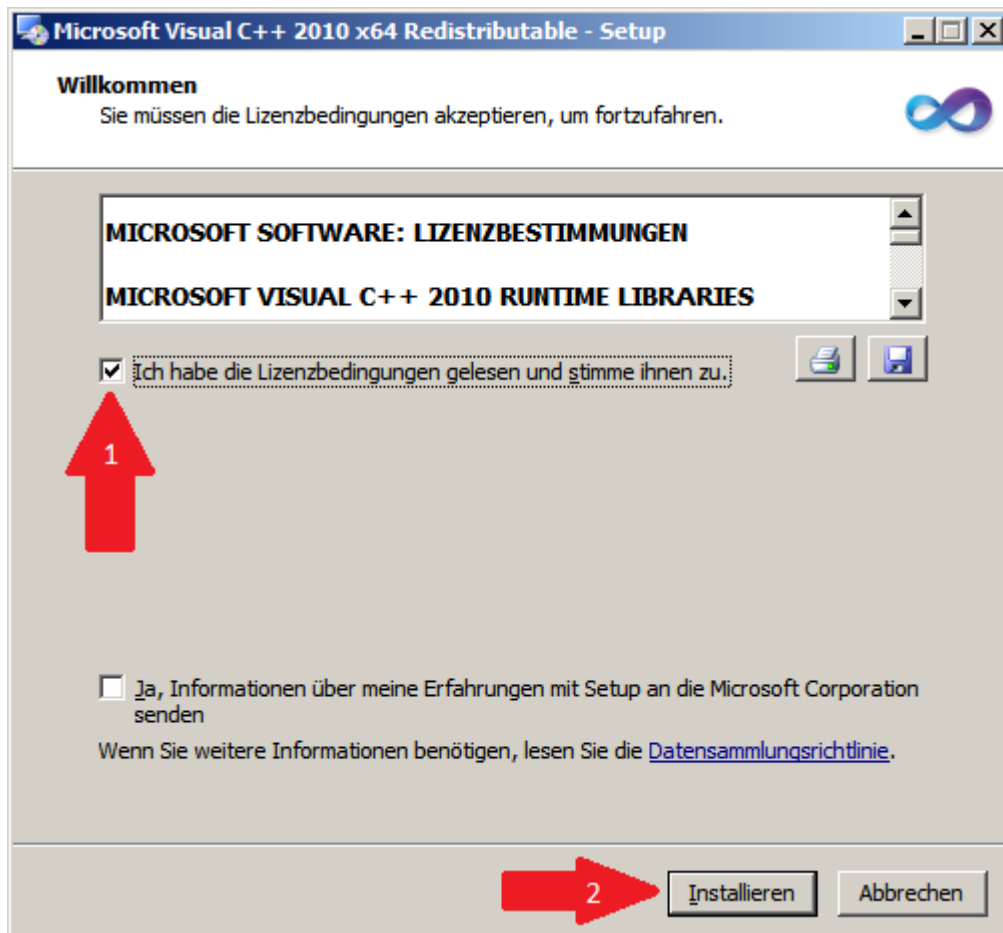 Microsoft Visual C++ 2010 x64 Redistributable - Setup
Willkommen
Sie müssen die Lizenzbedingungen akzeptieren, um fortzufahren.
MICROSOFT SOFTWARE: LIZENZBESTIMMUNGEN
MICROSOFT VISUAL C++ 2010 RUNTIME LIBRARIES
Ich habe die Lizenzbedingungen gelesen und stimme ihnen zu.
1
Ja, Informationen über meine Erfahrungen mit Setup an die Microsoft Corporation
senden
Wenn Sie weitere Informationen benötigen, lesen Sie die Datensammlungsrichtlinie.
2 Installieren Abbrechen